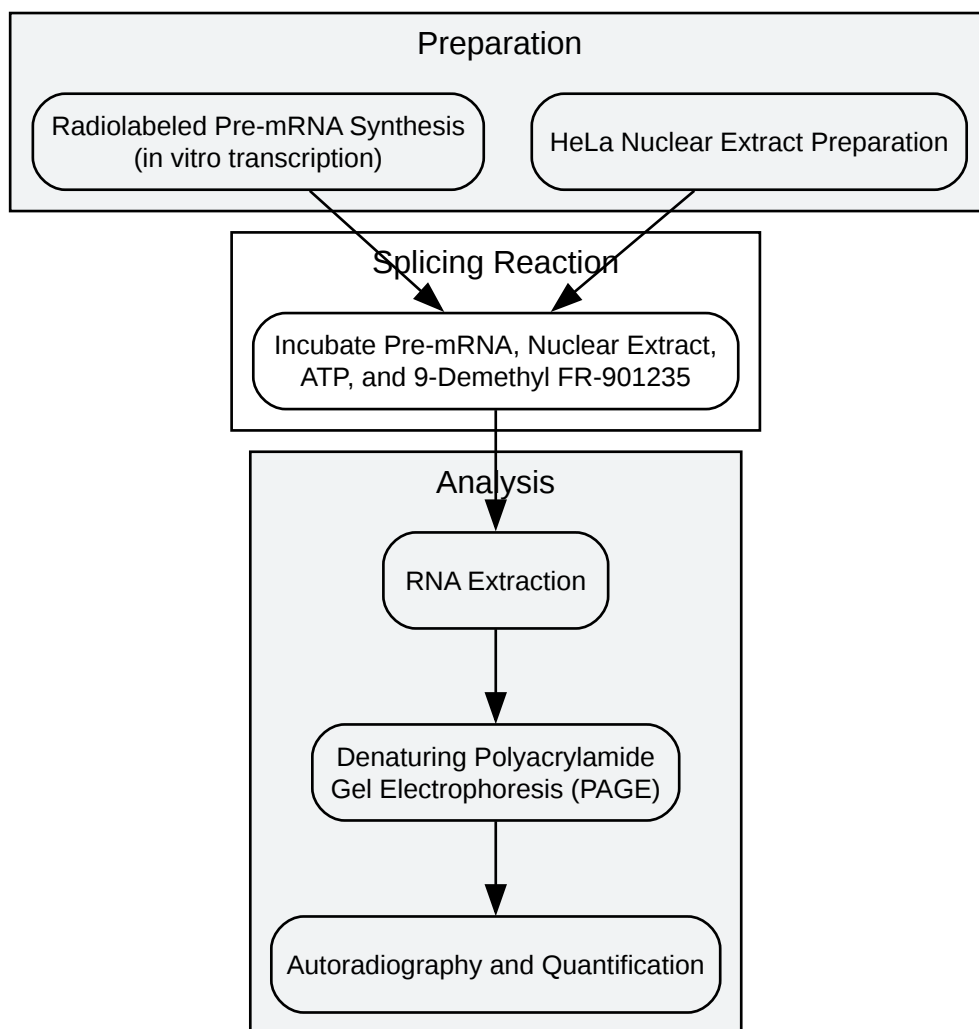 Preparation
Radiolabeled Pre-mRNA Synthesis
(in vitro transcription)
HeLa Nuclear Extract Preparation
Splicing Reaction
Incubate Pre-mRNA, Nuclear Extract,
ATP, and 9-Demethyl FR-901235
Analysis
RNA Extraction
Denaturing Polyacrylamide
Gel Electrophoresis (PAGE)
Autoradiography and Quantification